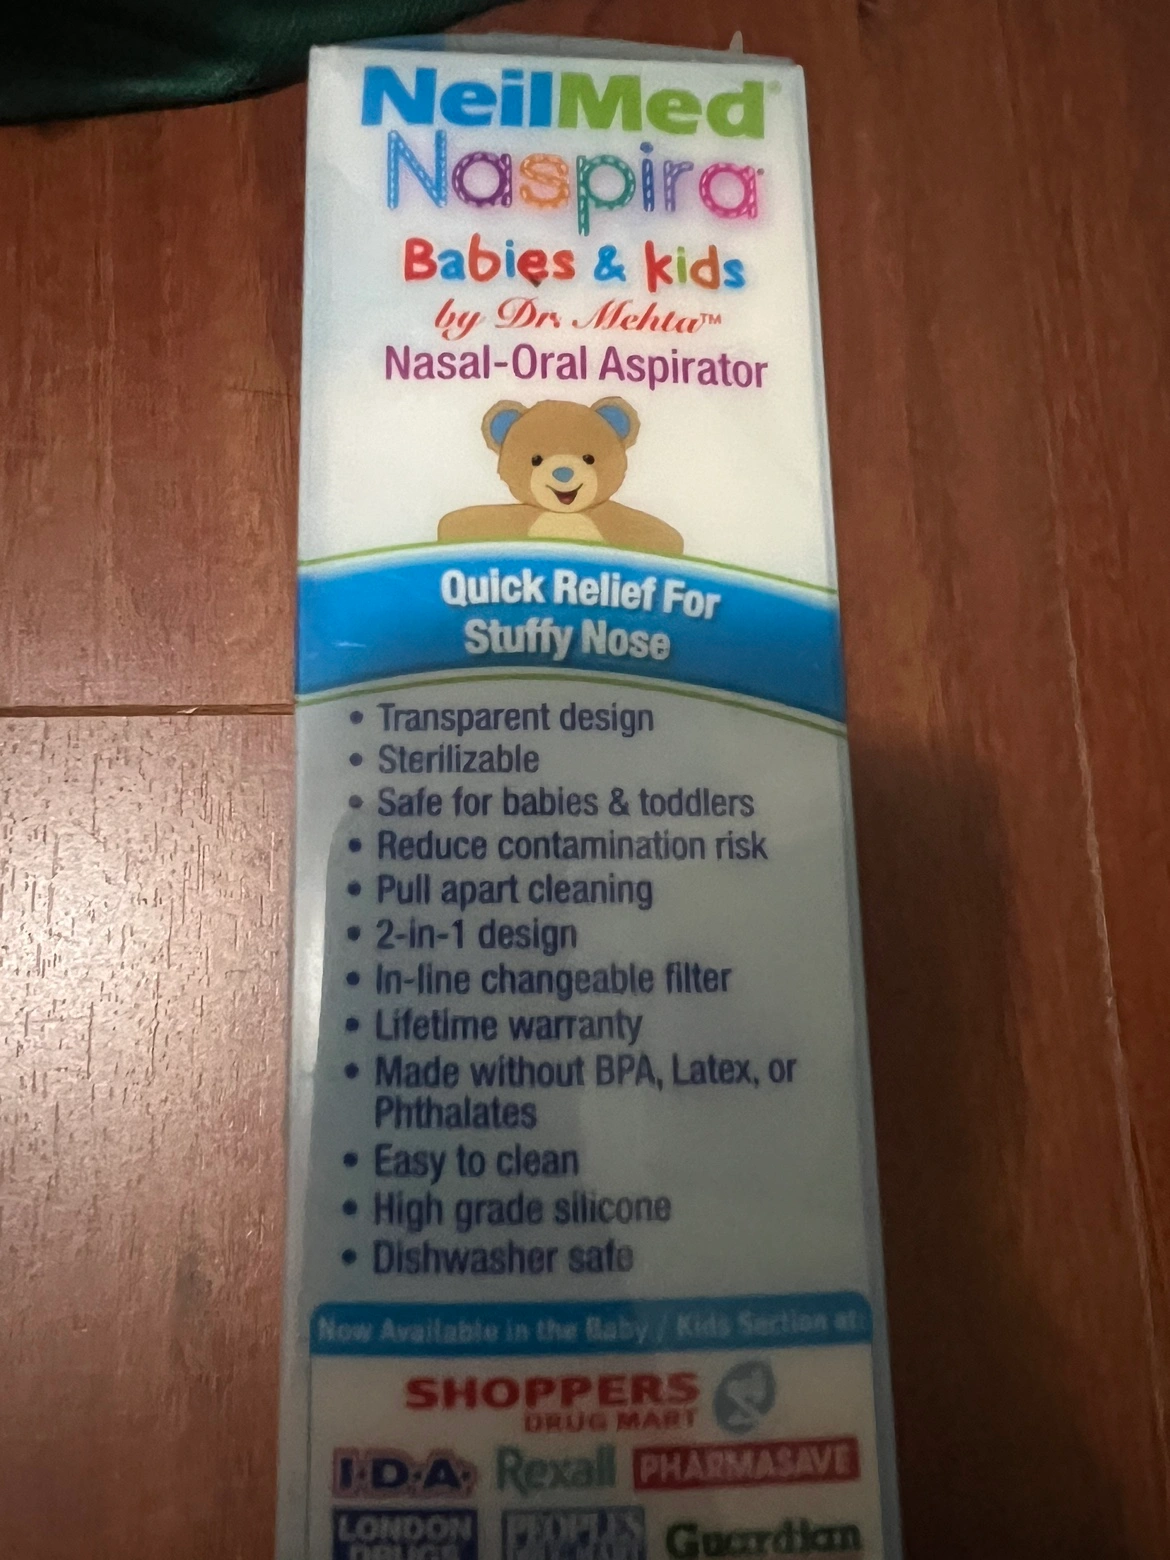 NeilMed®
Naspira®
Babies & kids
by Dr. Mehta™
Nasal-Oral Aspirator
Quick Relief For
Stuffy Nose
• Transparent design
• Sterilizable
• Safe for babies & toddlers
• Reduce contamination risk
• Pull apart cleaning
• 2-in-1 design
• In-line changeable filter
• Lifetime warranty
• Made without BPA, Latex, or
Phthalates
• Easy to clean
• High grade silicone
• Dishwasher safe
Now Available in the Baby / Kids Section at:
SHOPPERS
DRUG MART
I·D·A· Rexall PHARMASAVE
LONDON PEOPLES Guardian
DRUGS